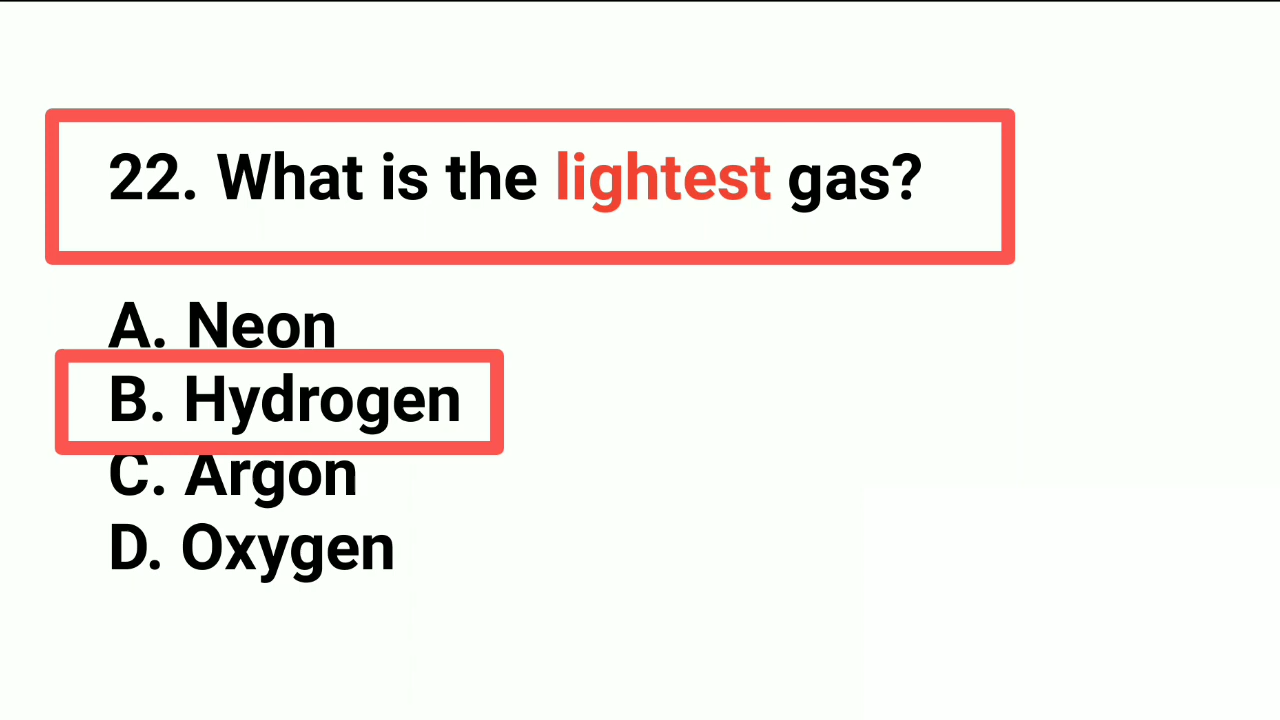 22. What is the lightest gas?
A. Neon
B. Hydrogen
C. Argon
D. Oxygen